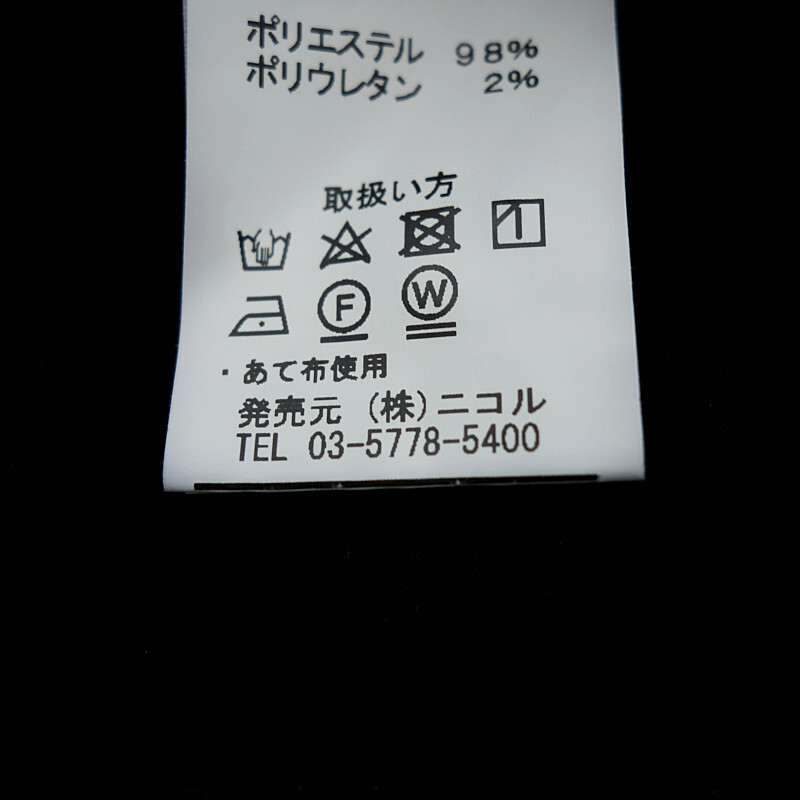 ポリエステル 98%
ポリウレタン 2%
取扱い方
F W
・あて布使用
発売元 (株)ニコル
TEL 03-5778-5400